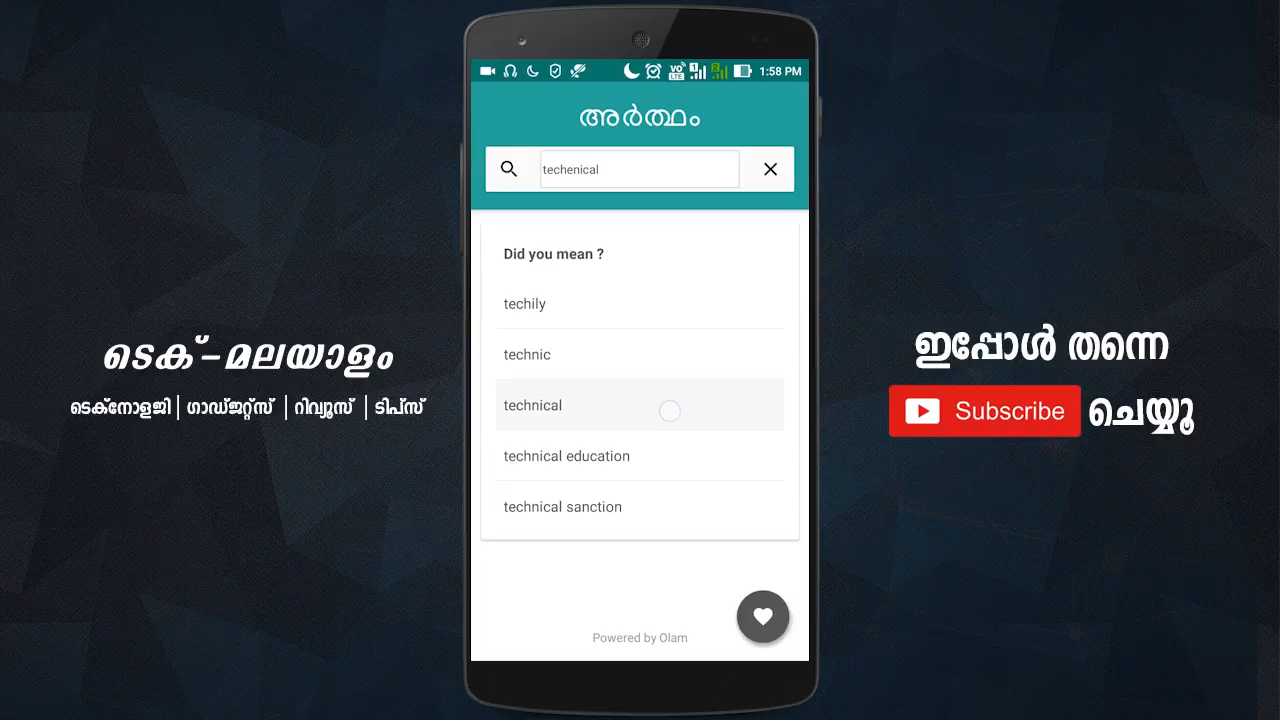 1:58 PM
അർത്ഥം
techenical
Did you mean ?
techily
technic
technical
technical education
technical sanction
Powered by Olam
ടെക്-മലയാളം
ടെക്നോളജി | ഗാഡ്ജറ്റ്സ് | റിവ്യൂസ് | ടിപ്സ്
ഇപ്പോൾ തന്നെ
Subscribe ചെയ്യൂ